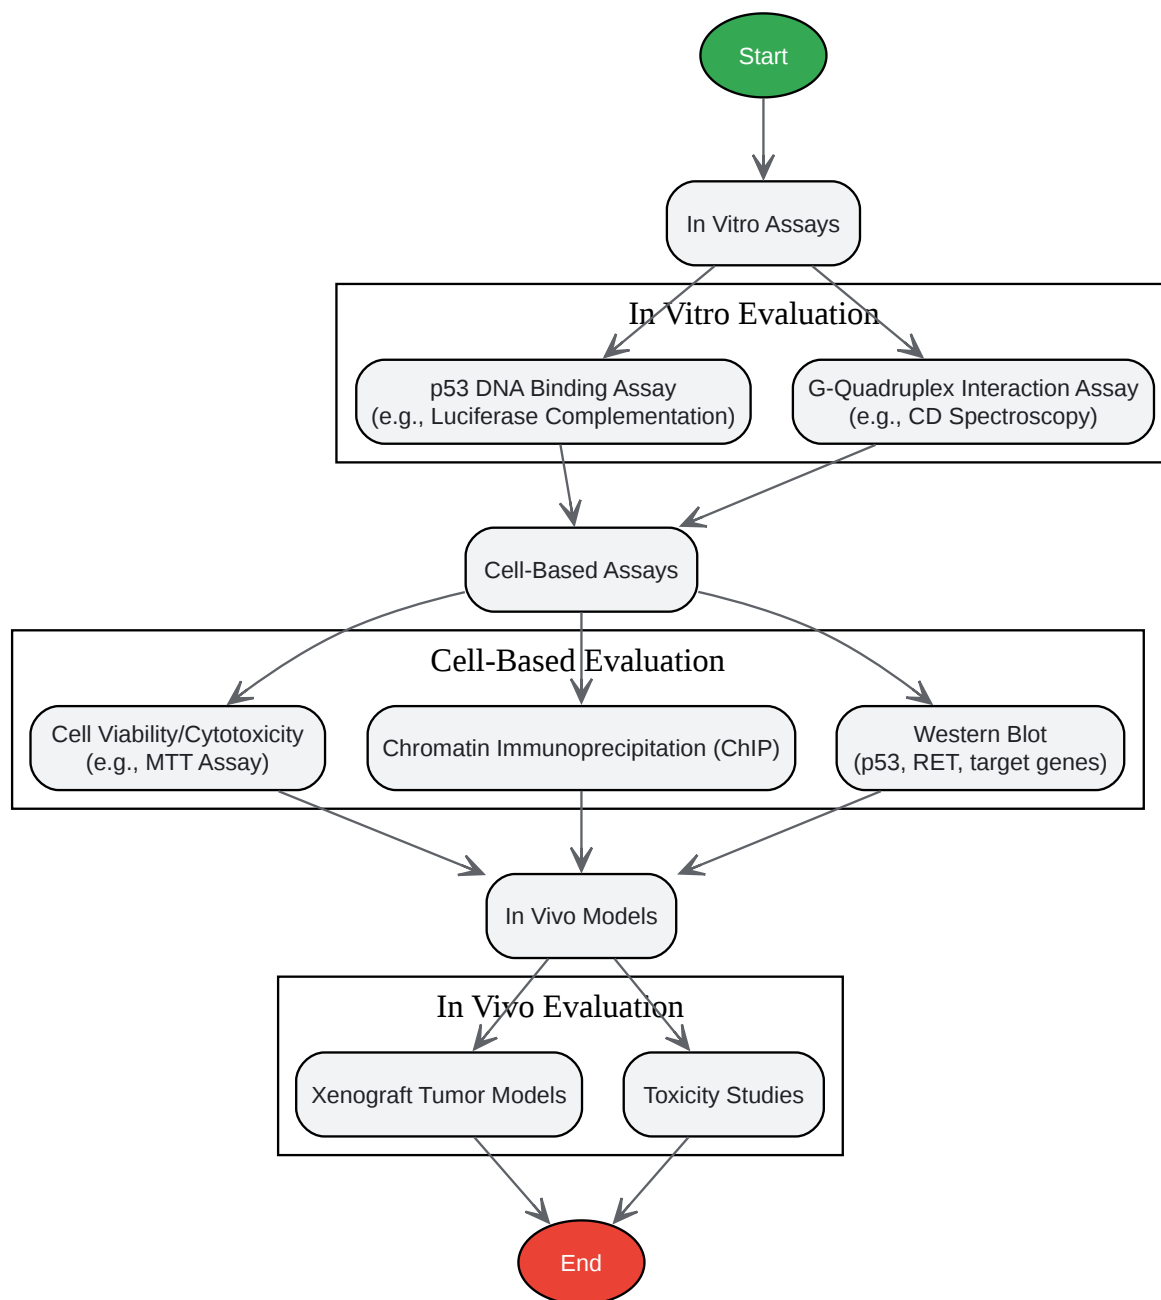 Start
In Vitro Assays
In Vitro Evaluation
p53 DNA Binding Assay
(e.g., Luciferase Complementation)
G-Quadruplex Interaction Assay
(e.g., CD Spectroscopy)
Cell-Based Assays
Cell-Based Evaluation
Cell Viability/Cytotoxicity
(e.g., MTT Assay)
Chromatin Immunoprecipitation (ChIP)
Western Blot
(p53, RET, target genes)
In Vivo Models
In Vivo Evaluation
Xenograft Tumor Models
Toxicity Studies
End